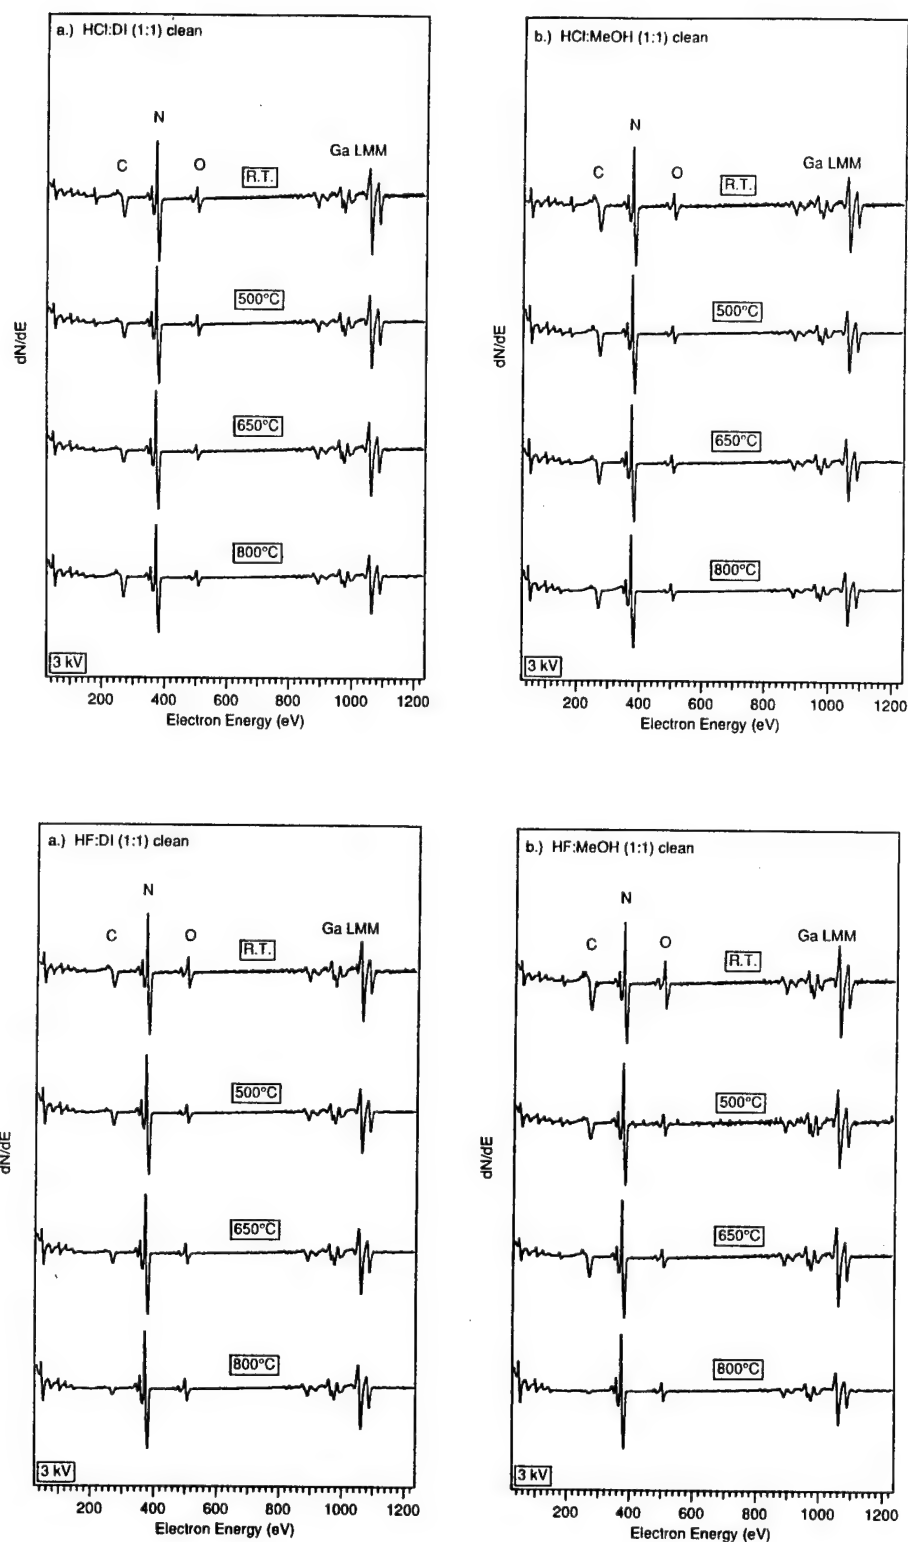 a.) HCl:DI (1:1) clean
N
C
O
Ga LMM
R.T.
500°C
650°C
800°C
3 kV
dN/dE
200 400 600 800 1000 1200
Electron Energy (eV)
b.) HCl:MeOH (1:1) clean
N
C
O
Ga LMM
R.T.
500°C
650°C
800°C
3 kV
dN/dE
200 400 600 800 1000 1200
Electron Energy (eV)
a.) HF:DI (1:1) clean
N
C
O
Ga LMM
R.T.
500°C
650°C
800°C
3 kV
dN/dE
200 400 600 800 1000 1200
Electron Energy (eV)
b.) HF:MeOH (1:1) clean
N
C
O
Ga LMM
R.T.
500°C
650°C
800°C
3 kV
dN/dE
200 400 600 800 1000 1200
Electron Energy (eV)